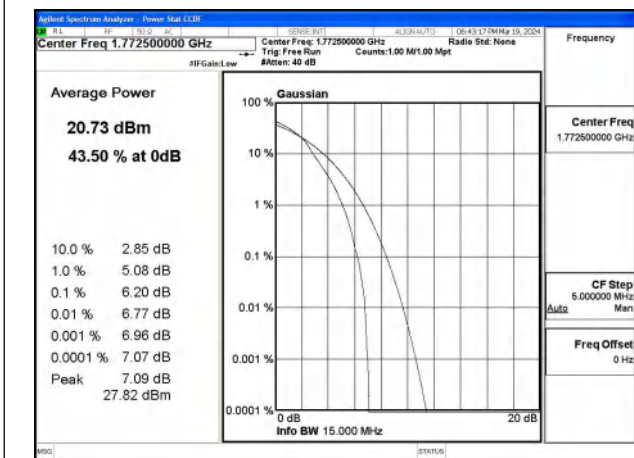 Agilent Spectrum Analyzer - Power Stat CCDF
RL RF 50 Ω AC SENSE:INT ALIGN AUTO 06:43:17 PM Mar 19, 2024
Center Freq 1.772500000 GHz
Center Freq: 1.772500000 GHz
Radio Std: None
Trig: Free Run Counts:1.00 M/1.00 Mpt
#IFGain:Low #Atten: 40 dB
Frequency
Average Power
20.73 dBm
43.50 % at 0dB
10.0 % 2.85 dB
1.0 % 5.08 dB
0.1 % 6.20 dB
0.01 % 6.77 dB
0.001 % 6.96 dB
0.0001 % 7.07 dB
Peak 7.09 dB
27.82 dBm
Gaussian
100 %
10 %
1 %
0.1 %
0.01 %
0.001 %
0.0001 %
0 dB 20 dB
Info BW 15.000 MHz
Center Freq
1.772500000 GHz
CF Step
5.000000 MHz
Auto Man
Freq Offset
0 Hz
MSG STATUS